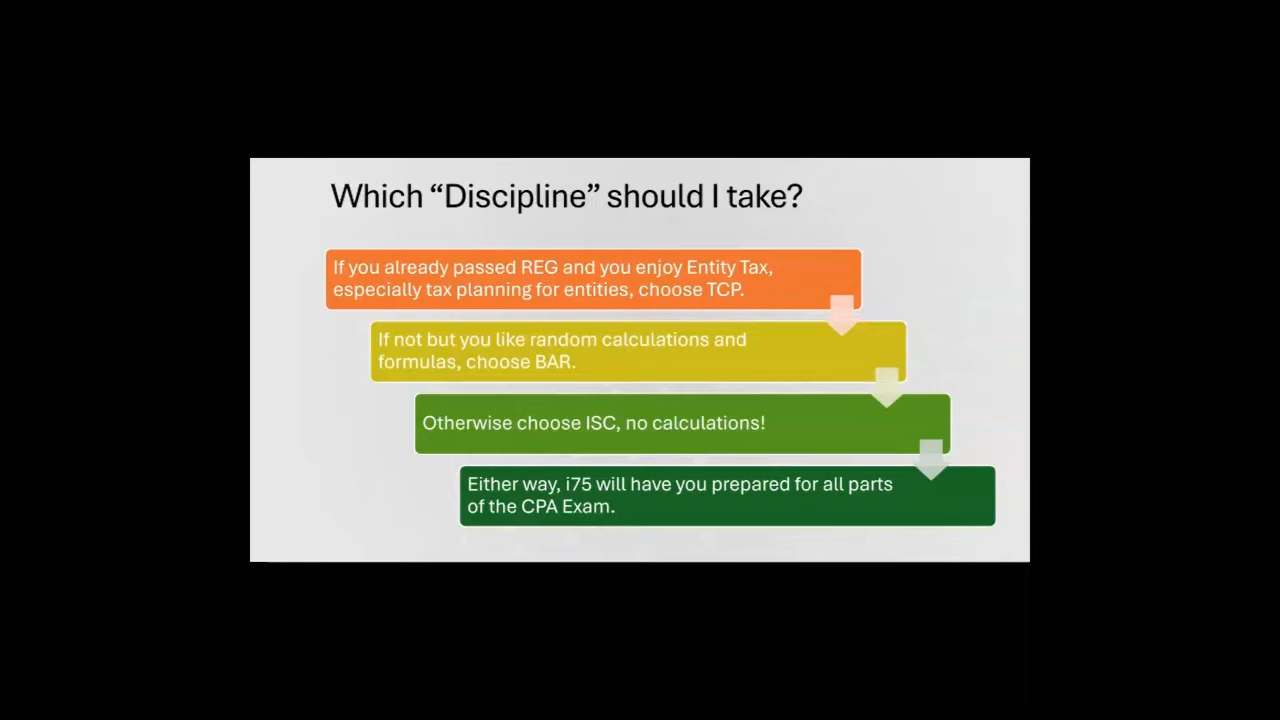 Which “Discipline” should I take?
If you already passed REG and you enjoy Entity Tax,
especially tax planning for entities, choose TCP.
If not but you like random calculations and
formulas, choose BAR.
Otherwise choose ISC, no calculations!
Either way, i75 will have you prepared for all parts
of the CPA Exam.